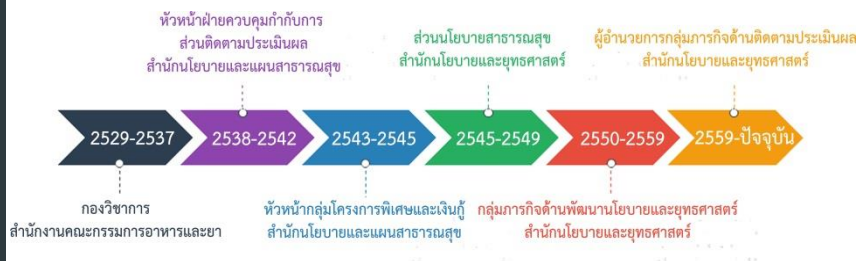 หัวหน้าฝ่ายควบคุมกำกับการ
ส่วนติดตามประเมินผล
สำนักนโยบายและแผนสาธารณสุข
ส่วนนโยบายสาธารณสุข
สำนักนโยบายและยุทธศาสตร์
ผู้อำนวยการกลุ่มภารกิจด้านติดตามประเมินผล
สำนักนโยบายและยุทธศาสตร์
2529-2537
2538-2542
2543-2545
2545-2549
2550-2559
2559-ปัจจุบัน
กองวิชาการ
สำนักงานคณะกรรมการอาหารและยา
หัวหน้ากลุ่มโครงการพิเศษและเงินกู้
สำนักนโยบายและแผนสาธารณสุข
กลุ่มภารกิจด้านพัฒนานโยบายและยุทธศาสตร์
สำนักนโยบายและยุทธศาสตร์